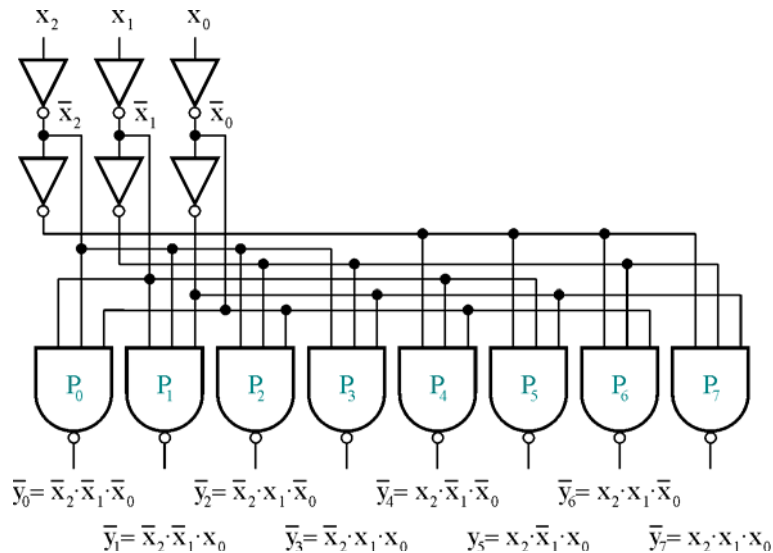 x₂ x₁ x₀
x̄₂ x̄₁ x̄₀
P₀ P₁ P₂ P₃ P₄ P₅ P₆ P₇
ȳ₀= x̄₂·x̄₁·x̄₀ ȳ₂= x̄₂·x₁·x̄₀ ȳ₄= x₂·x̄₁·x̄₀ ȳ₆= x₂·x₁·x̄₀
ȳ₁= x̄₂·x̄₁·x₀ ȳ₃= x̄₂·x₁·x₀ ȳ₅= x₂·x̄₁·x₀ ȳ₇= x₂·x₁·x₀